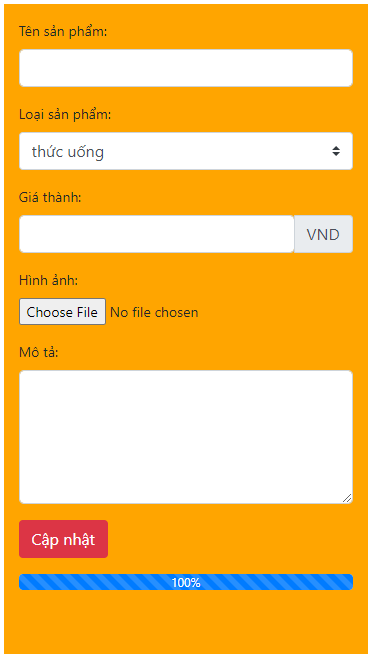 Tên sản phẩm:
Loại sản phẩm:
thức uống
Giá thành:
VND
Hình ảnh:
Choose File No file chosen
Mô tả:
Cập nhật
100%